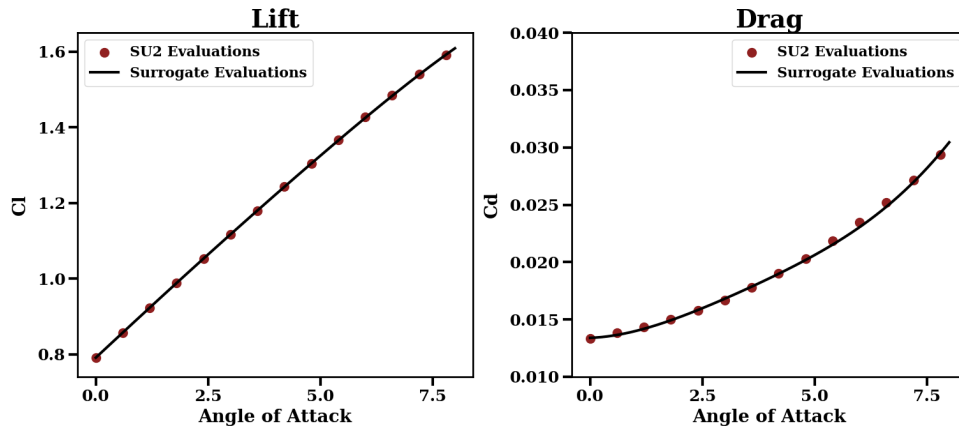 Lift
Cl
1.6
1.4
1.2
1.0
0.8
SU2 Evaluations
Surrogate Evaluations
0.0
2.5
5.0
7.5
Angle of Attack
Drag
Cd
0.040
0.035
0.030
0.025
0.020
0.015
0.010
SU2 Evaluations
Surrogate Evaluations
0.0
2.5
5.0
7.5
Angle of Attack